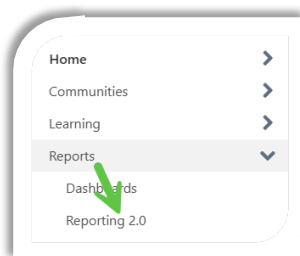 Home
Communities
Learning
Reports
Dashboards
Reporting 2.0